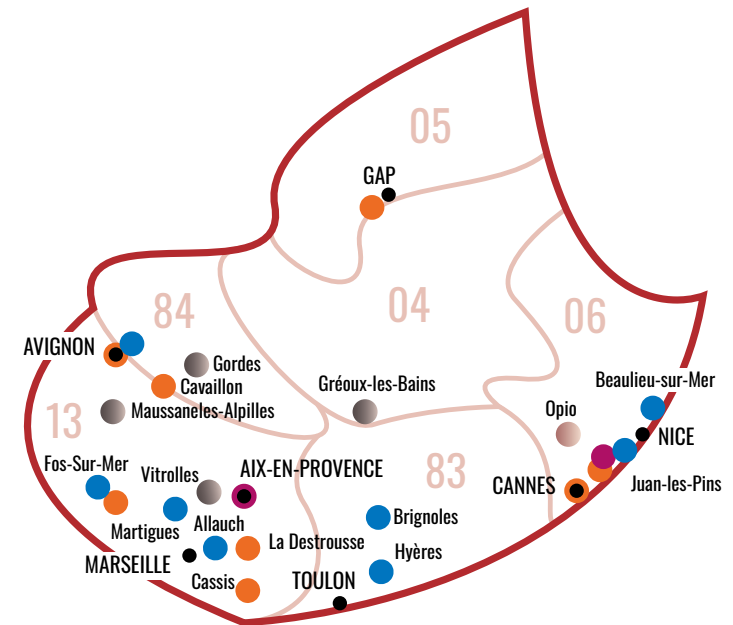 05
GAP
84
04
06
AVIGNON
Gordes
Cavaillon
Gréoux-les-Bains
Beaulieu-sur-Mer
13
Maussaneles-Alpilles
Opio
NICE
Fos-Sur-Mer
Vitrolles
AIX-EN-PROVENCE
83
CANNES
Juan-les-Pins
Martigues
Allauch
Brignoles
MARSEILLE
La Destrousse
Hyères
Cassis
TOULON